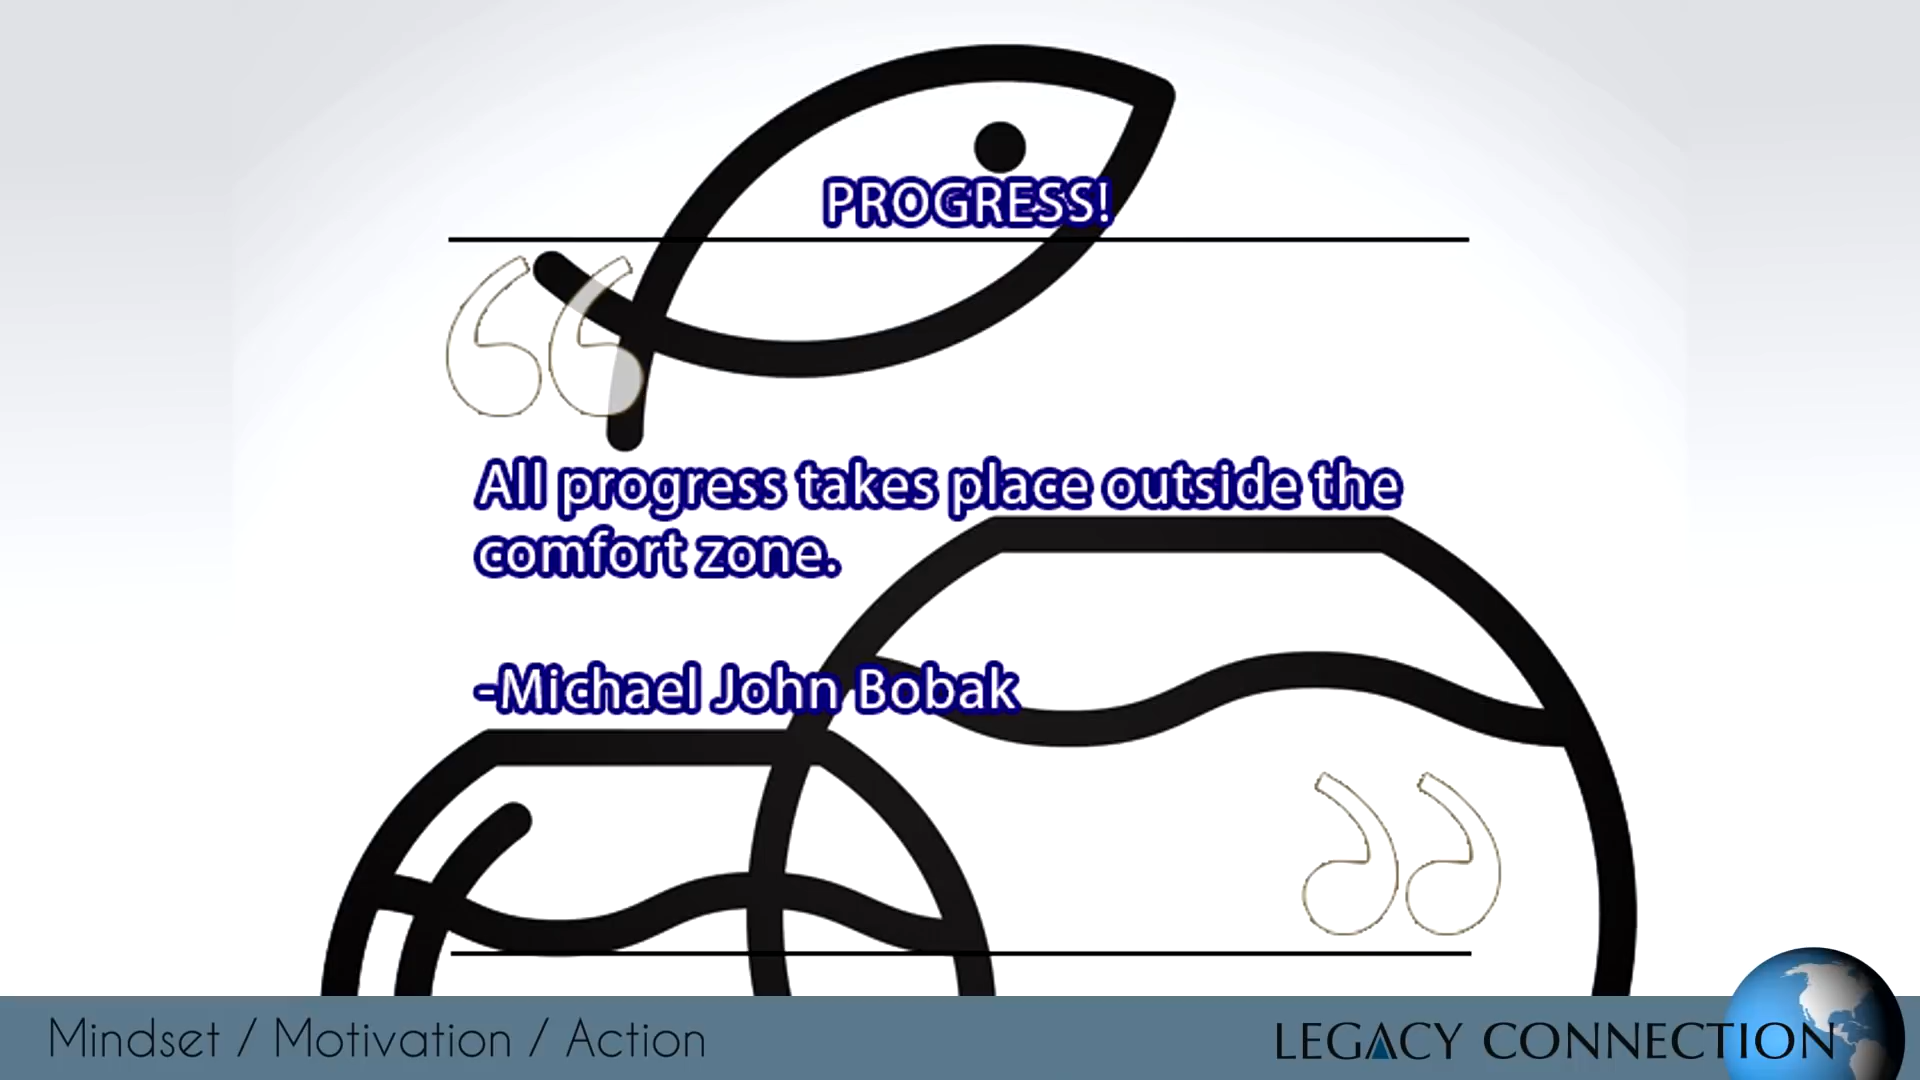 PROGRESS!
All progress takes place outside the
comfort zone.
-Michael John Bobak
Mindset / Motivation / Action
LEGACY CONNECTION